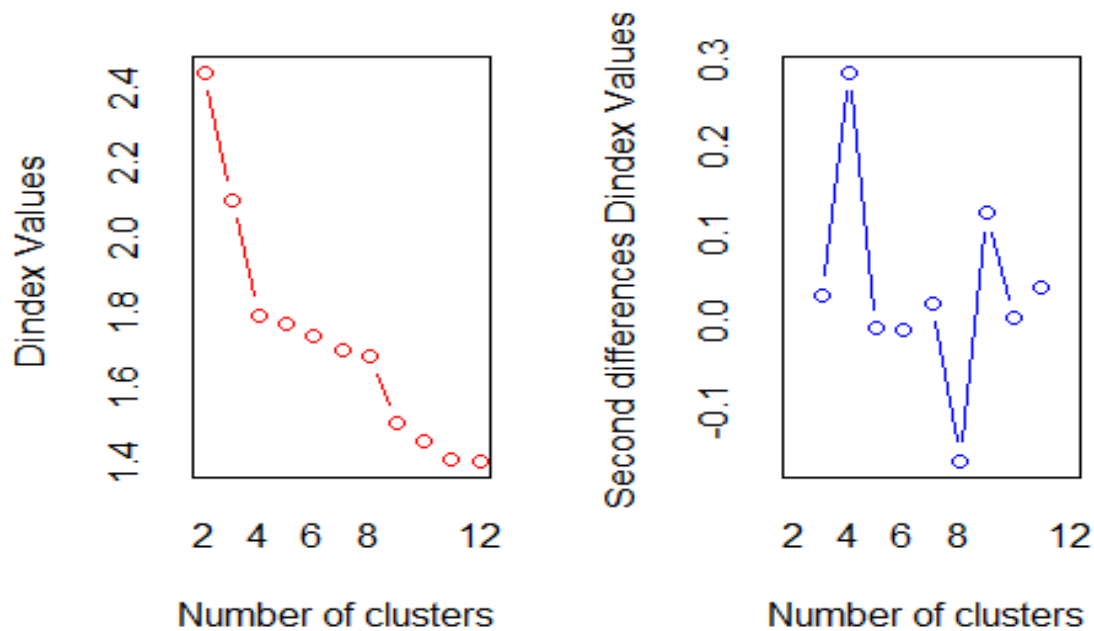 Dindex Values
2.4
2.2
2.0
1.8
1.6
1.4
2 4 6 8 12
Number of clusters
Second differences Dindex Values
0.3
0.2
0.1
0.0
-0.1
2 4 6 8 12
Number of clusters